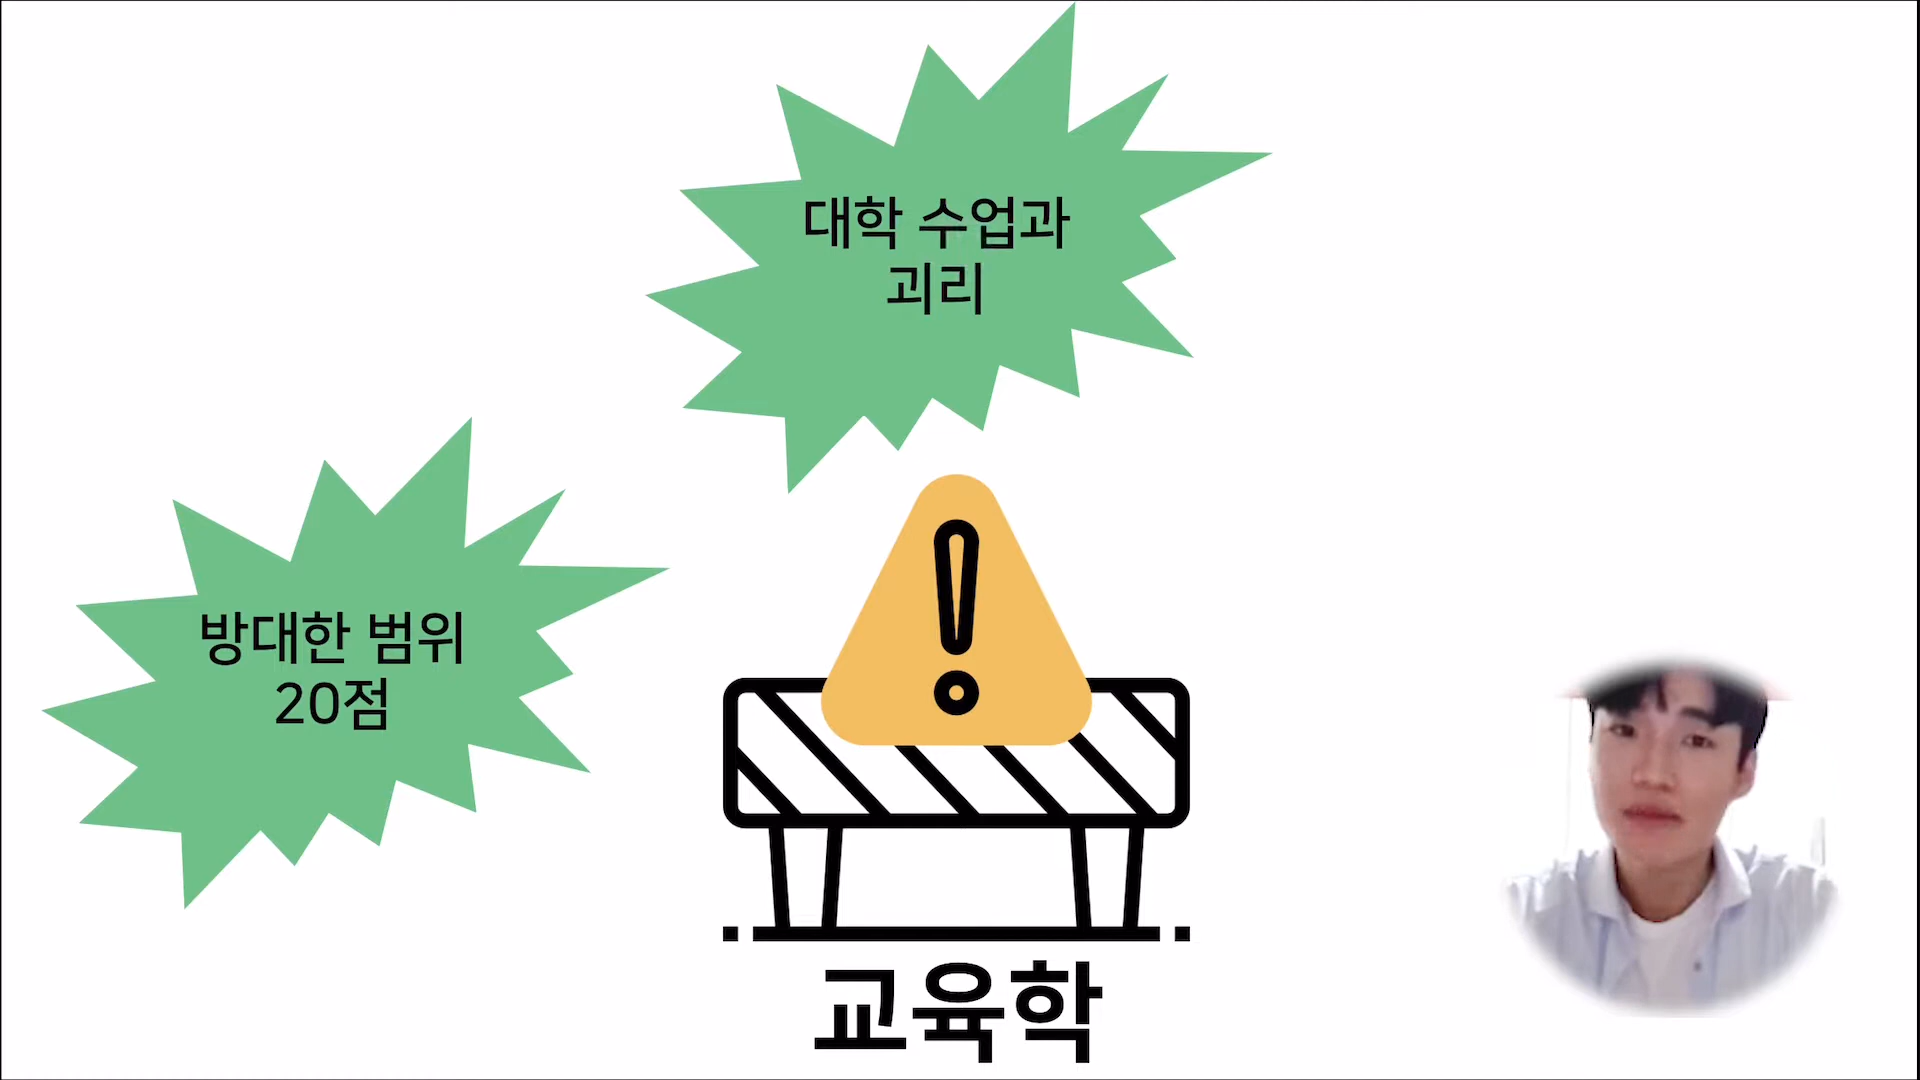 대학 수업과
괴리
방대한 범위
20점
교육학